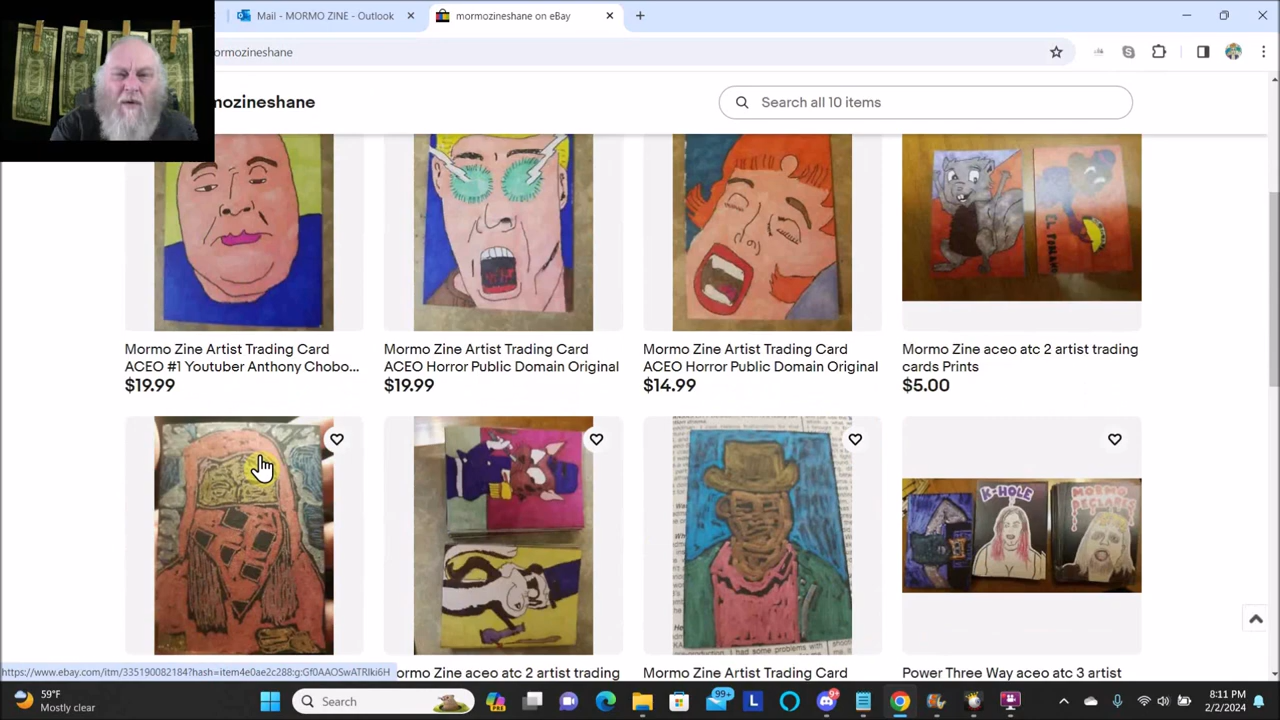 Mail - MORMO ZINE - Outlook
mormozineshane on eBay
ormozineshane
mozineshane
Search all 10 items
EL
Mormo Zine Artist Trading Card
ACEO #1 Youtuber Anthony Chobo...
$19.99
Mormo Zine Artist Trading Card
ACEO Horror Public Domain Original
$19.99
Mormo Zine Artist Trading Card
ACEO Horror Public Domain Original
$14.99
Mormo Zine aceo atc 2 artist trading
cards Prints
$5.00
K-HOLE
MORMO
DECLARES
https://www.ebay.com/itm/335190082184?hash=item4e0ae2c288:g:Gf0AAOSwATRlki6H
ormo Zine aceo atc 2 artist trading
Mormo Zine Artist Trading Card
Power Three Way aceo atc 3 artist
59°F
Mostly clear
Search
PRE
99+
L
8:11 PM
2/2/2024